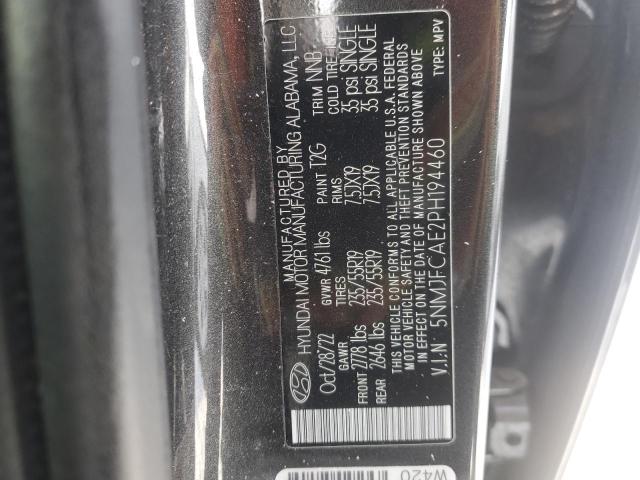 MANUFACTURED BY
HYUNDAI MOTOR MANUFACTURING ALABAMA, LLC
Oct/28/22 GVWR 4761 lbs PAINT T2G TRIM NNB
GAWR TIRES RIMS COLD TIRE
FRONT 2778 lbs 235/55R19 7.5JX19 35 psi SINGLE
REAR 2646 lbs 235/55R19 7.5JX19 35 psi SINGLE
THIS VEHICLE CONFORMS TO ALL APPLICABLE U.S.A. FEDERAL
MOTOR VEHICLE SAFETY AND THEFT PREVENTION STANDARDS
IN EFFECT ON THE DATE OF MANUFACTURE SHOWN ABOVE.
V.I.N 5NMJFCAE2PH194460 TYPE: MPV
W420